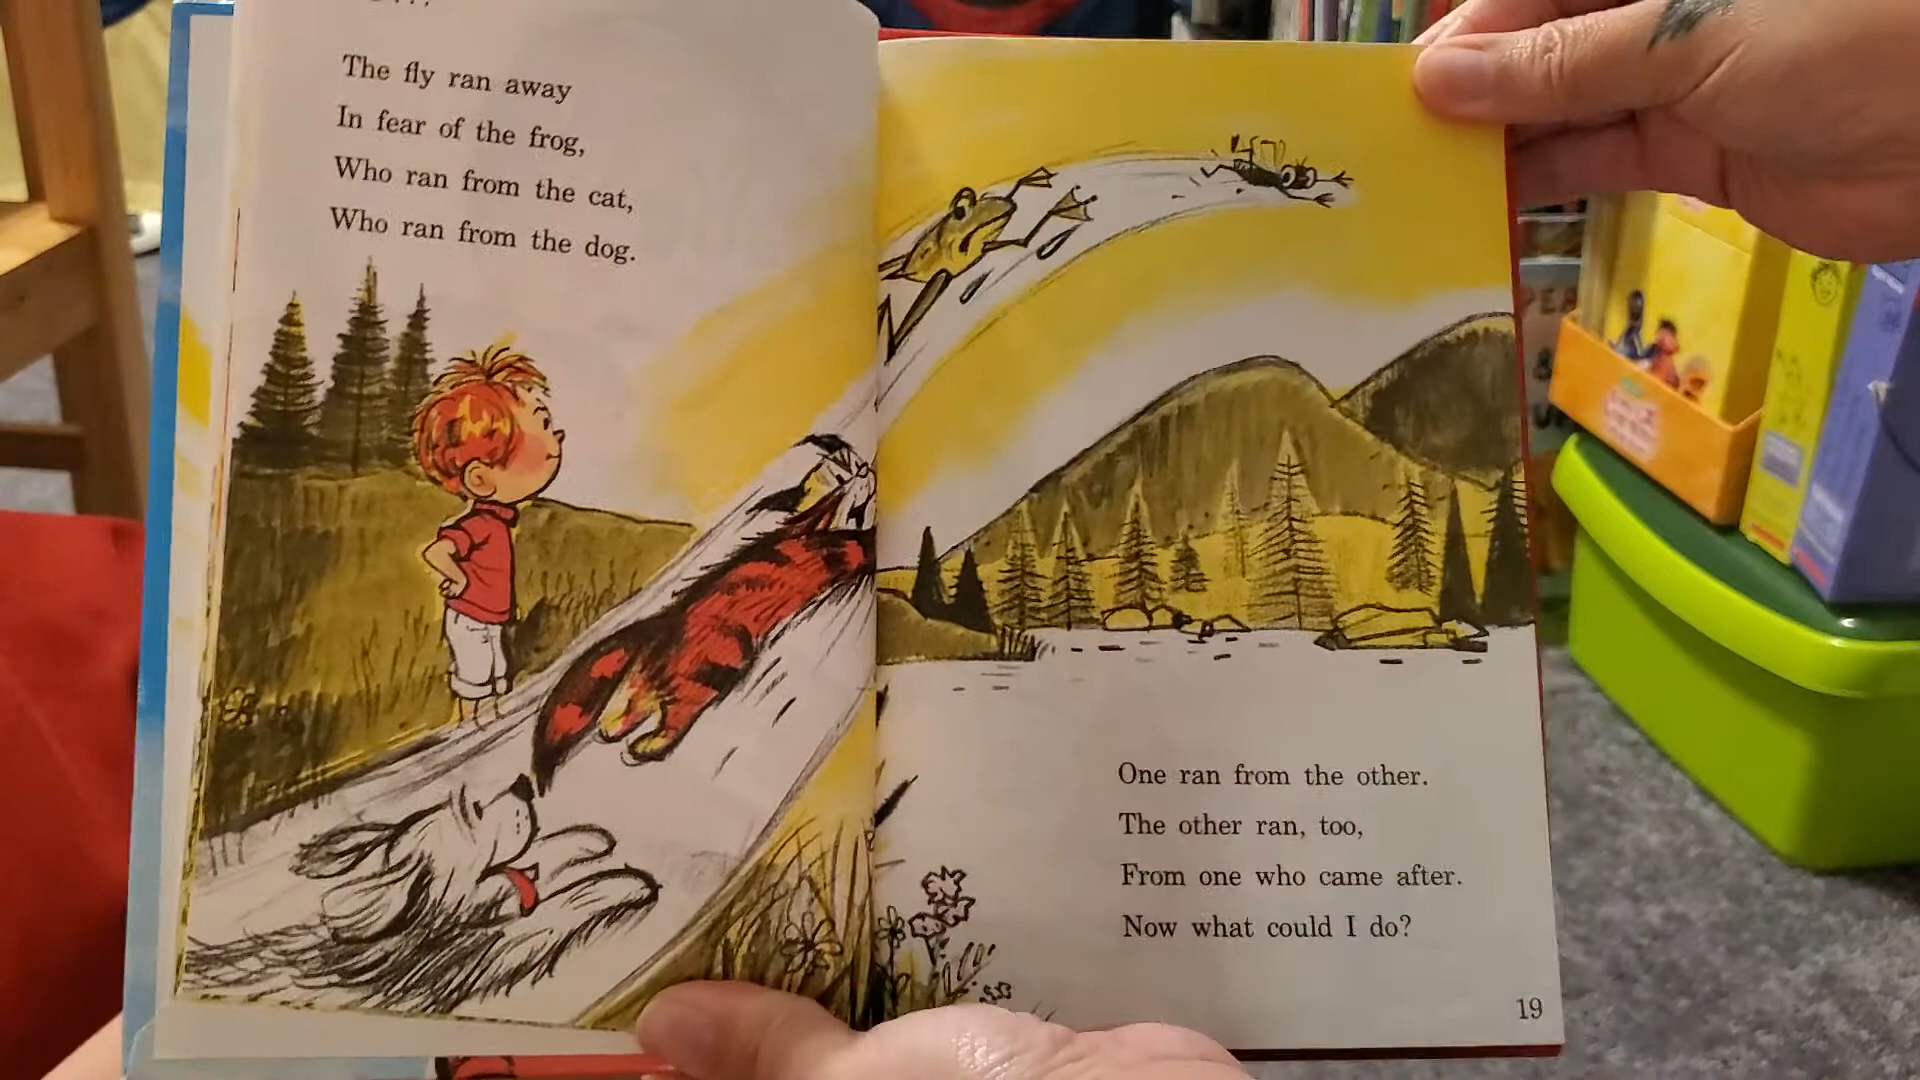 The fly ran away
In fear of the frog,
Who ran from the cat,
Who ran from the dog.
One ran from the other.
The other ran, too,
From one who came after.
Now what could I do?
19